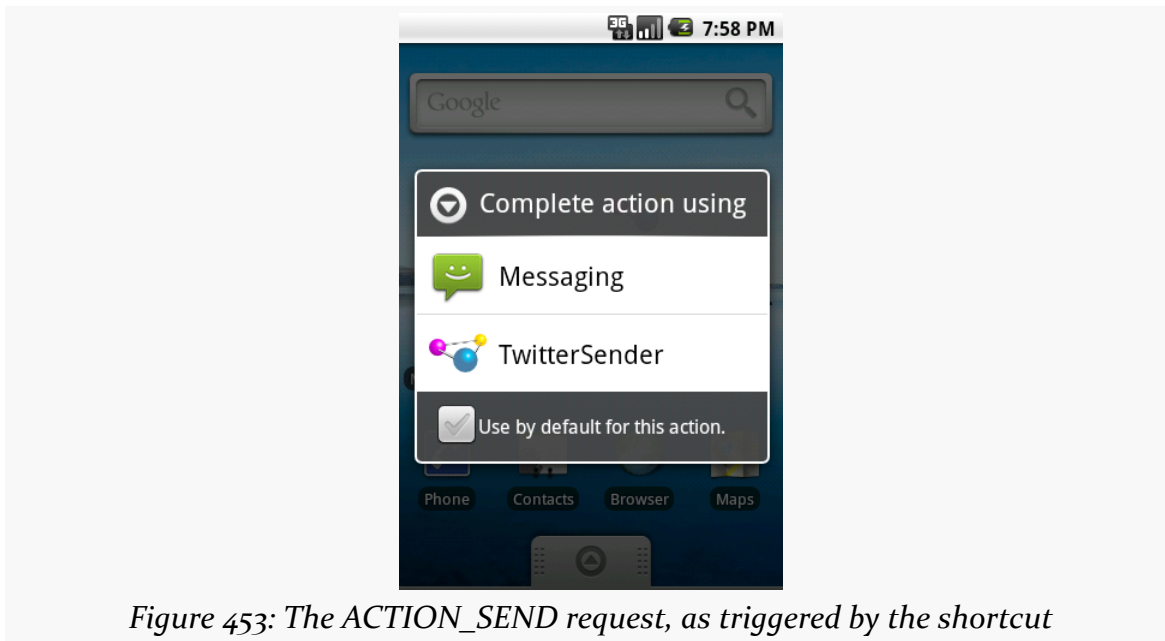 3G 7:58 PM
Google
Complete action using
Messaging
TwitterSender
Use by default for this action.
Phone Contacts Browser Maps
Figure 453: The ACTION_SEND request, as triggered by the shortcut